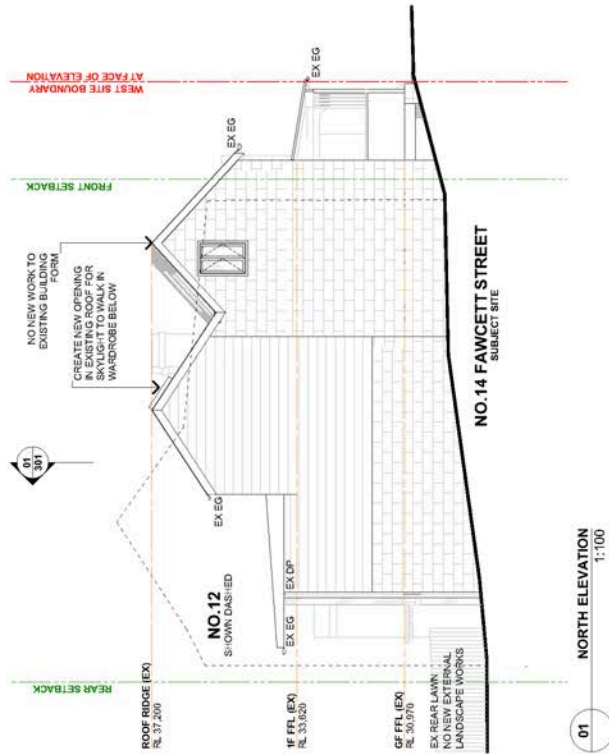 WEST SITE BOUNDARY
AT FACE OF ELEVATION
EX EG
EX EG
FRONT SETBACK
NO NEW WORK TO
EXISTING BUILDING
FORM
CREATE NEW OPENING
IN EXISTING ROOF FOR
SKYLIGHT TO WALK IN
WARDROBE BELOW
01
301
EX EG
NO.12
SHOWN DASHED
EX DP
EX EG
REAR SETBACK
ROOF RIDGE (EX)
RL 37,200
1F FFL (EX)
RL 33,620
GF FFL (EX)
RL 30,970
EX REAR LAWN
NO NEW EXTERNAL
LANDSCAPE WORKS
NO.14 FAWCETT STREET
SUBJECT SITE
01
NORTH ELEVATION
1:100